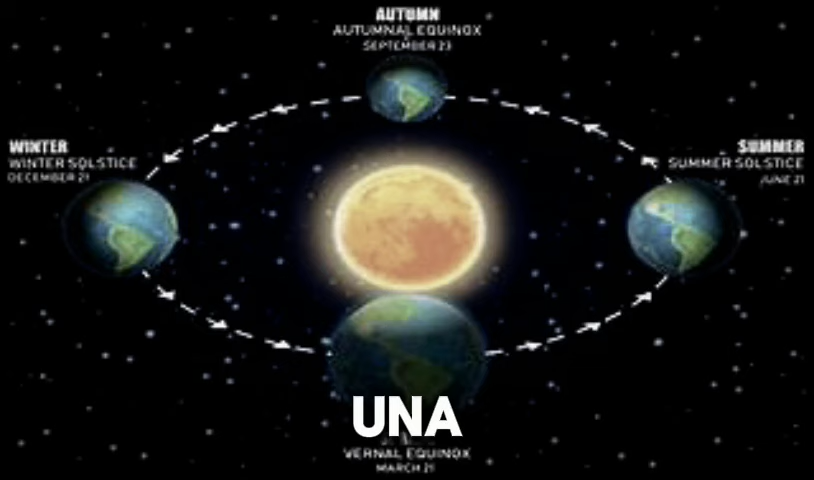 AUTUMN
AUTUMNAL EQUINOX
SEPTEMBER 23
WINTER
WINTER SOLSTICE
DECEMBER 21
SUMMER
SUMMER SOLSTICE
JUNE 21
UNA
VERNAL EQUINOX
MARCH 21